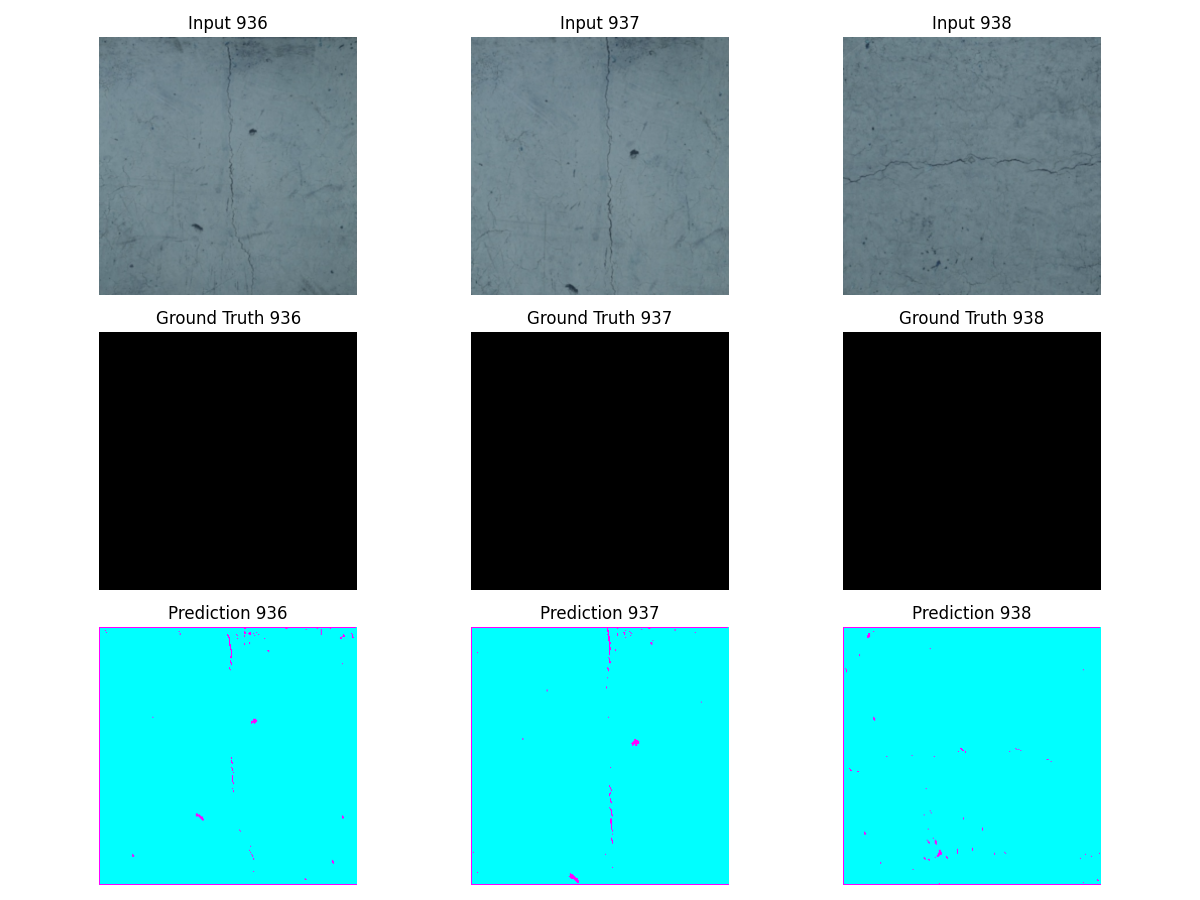 Input 936
Input 937
Input 938
Ground Truth 936
Ground Truth 937
Ground Truth 938
Prediction 936
Prediction 937
Prediction 938